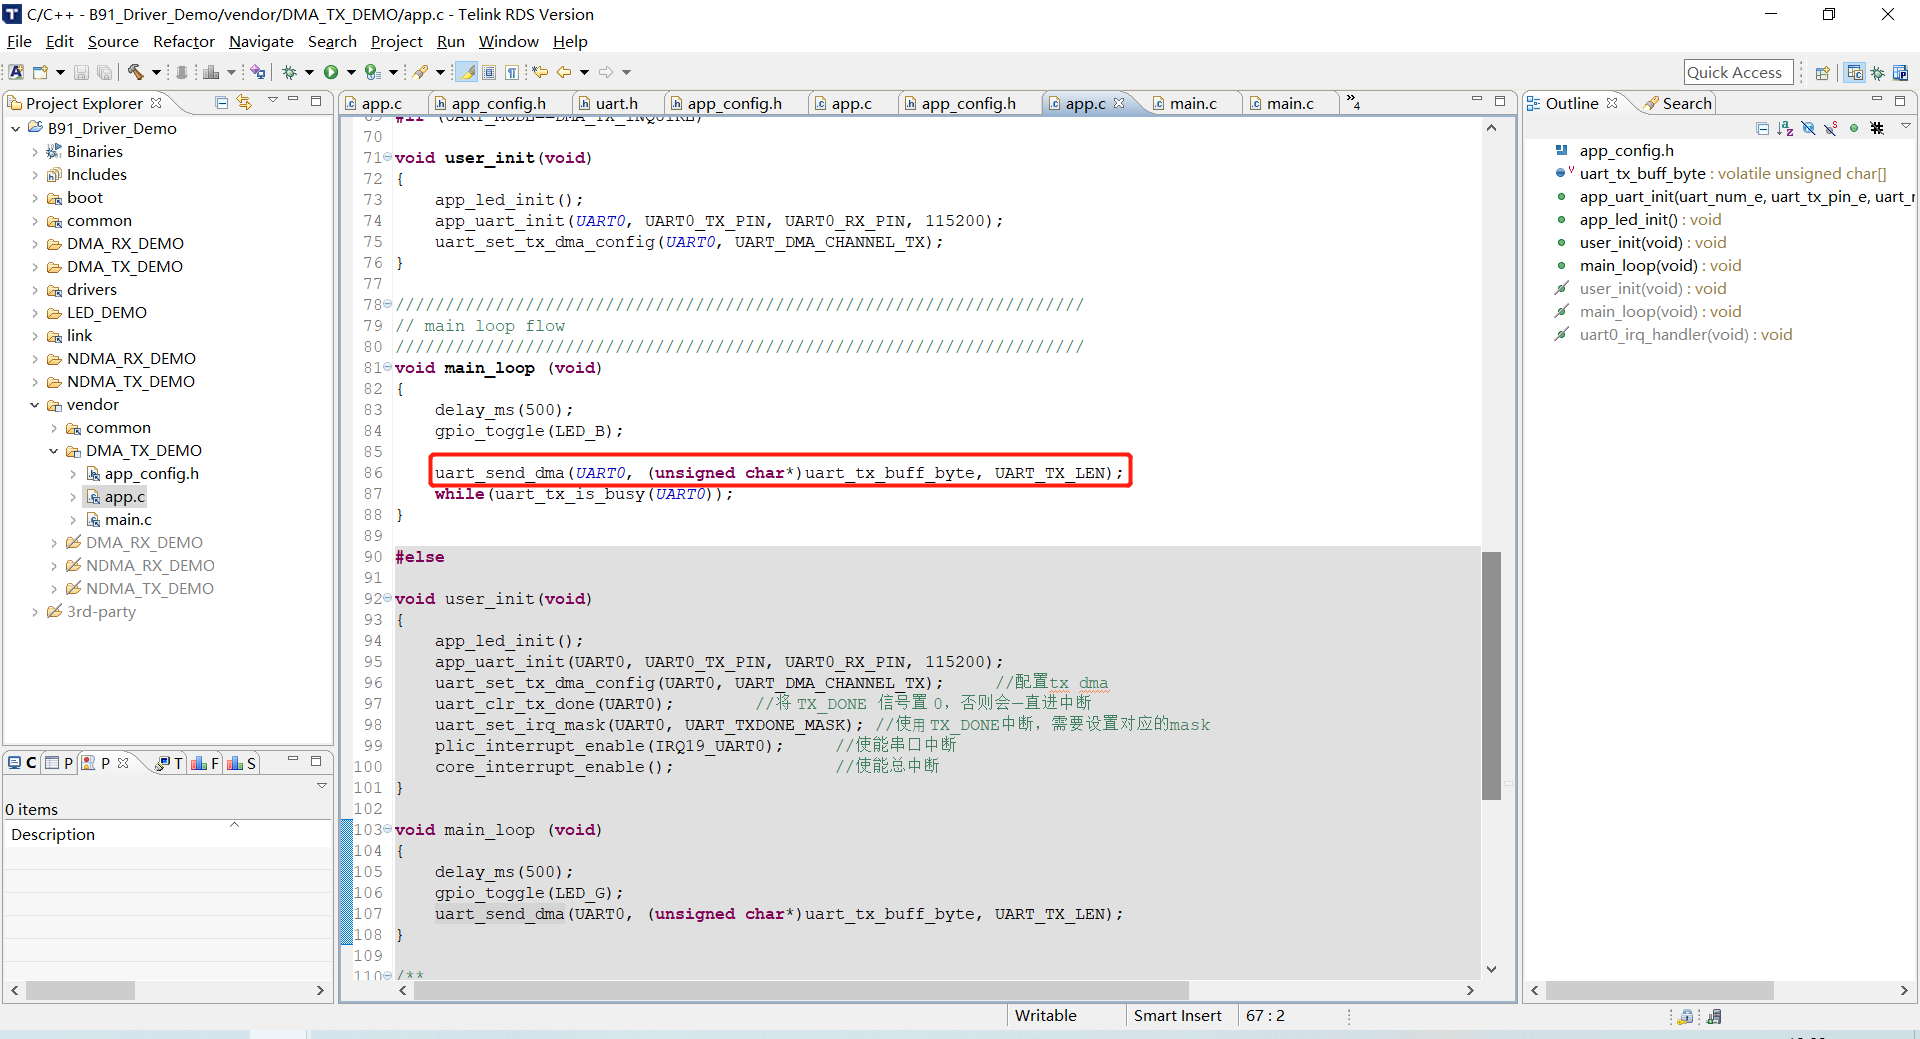 C/C++ - B91_Driver_Demo/vendor/DMA_TX_DEMO/app.c - Telink RDS Version
File Edit Source Refactor Navigate Search Project Run Window Help
Quick Access
Project Explorer
B91_Driver_Demo
Binaries
Includes
boot
common
DMA_RX_DEMO
DMA_TX_DEMO
drivers
LED_DEMO
link
NDMA_RX_DEMO
NDMA_TX_DEMO
vendor
common
DMA_TX_DEMO
app_config.h
app.c
main.c
DMA_RX_DEMO
NDMA_RX_DEMO
NDMA_TX_DEMO
3rd-party
C P P T F S
0 items
Description
app.c app_config.h uart.h app_config.h app.c app_config.h app.c main.c main.c »4
69 #if (UART_MODE==DMA_TX_INQUIRE)
70
71 void user_init(void)
72 {
73 app_led_init();
74 app_uart_init(UART0, UART0_TX_PIN, UART0_RX_PIN, 115200);
75 uart_set_tx_dma_config(UART0, UART_DMA_CHANNEL_TX);
76 }
77
78 /////////////////////////////////////////////////////////////////////
79 // main loop flow
80 /////////////////////////////////////////////////////////////////////
81 void main_loop (void)
82 {
83 delay_ms(500);
84 gpio_toggle(LED_B);
85
86 uart_send_dma(UART0, (unsigned char*)uart_tx_buff_byte, UART_TX_LEN);
87 while(uart_tx_is_busy(UART0));
88 }
89
90 #else
91
92 void user_init(void)
93 {
94 app_led_init();
95 app_uart_init(UART0, UART0_TX_PIN, UART0_RX_PIN, 115200);
96 uart_set_tx_dma_config(UART0, UART_DMA_CHANNEL_TX); //配置tx dma
97 uart_clr_tx_done(UART0); //将 TX_DONE 信号置 0，否则会一直进中断
98 uart_set_irq_mask(UART0, UART_TXDONE_MASK); //使用 TX_DONE中断，需要设置对应的mask
99 plic_interrupt_enable(IRQ19_UART0); //使能串口中断
100 core_interrupt_enable(); //使能总中断
101 }
102
103 void main_loop (void)
104 {
105 delay_ms(500);
106 gpio_toggle(LED_G);
107 uart_send_dma(UART0, (unsigned char*)uart_tx_buff_byte, UART_TX_LEN);
108 }
109
110 /**
Outline Search
app_config.h
uart_tx_buff_byte : volatile unsigned char[]
app_uart_init(uart_num_e, uart_tx_pin_e, uart_r
app_led_init() : void
user_init(void) : void
main_loop(void) : void
user_init(void) : void
main_loop(void) : void
uart0_irq_handler(void) : void
Writable Smart Insert 67 : 2